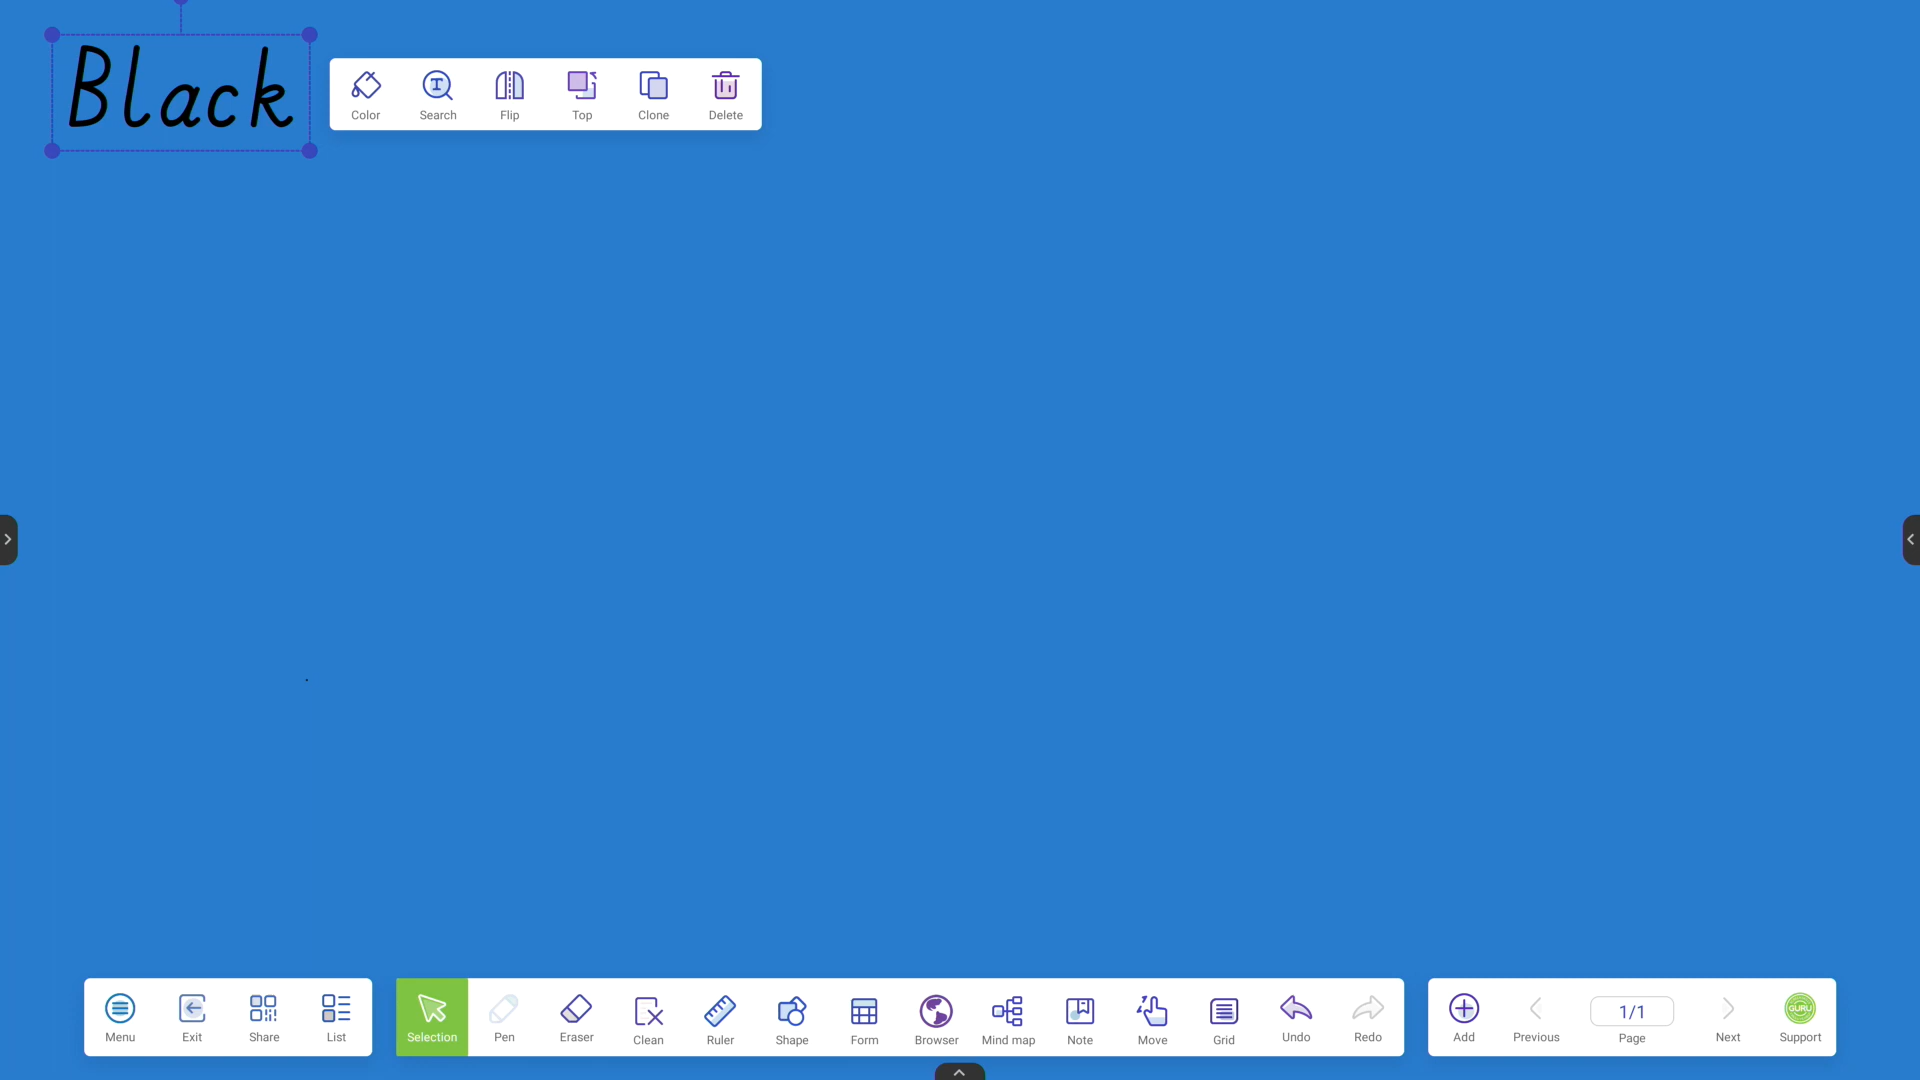 Black
Color Search Flip Top Clone Delete
Menu Exit Share List Selection Pen Eraser Clean Ruler Shape Form Browser Mind map Note Move Grid Undo Redo Add Previous 1/1 Page Next GURU Support